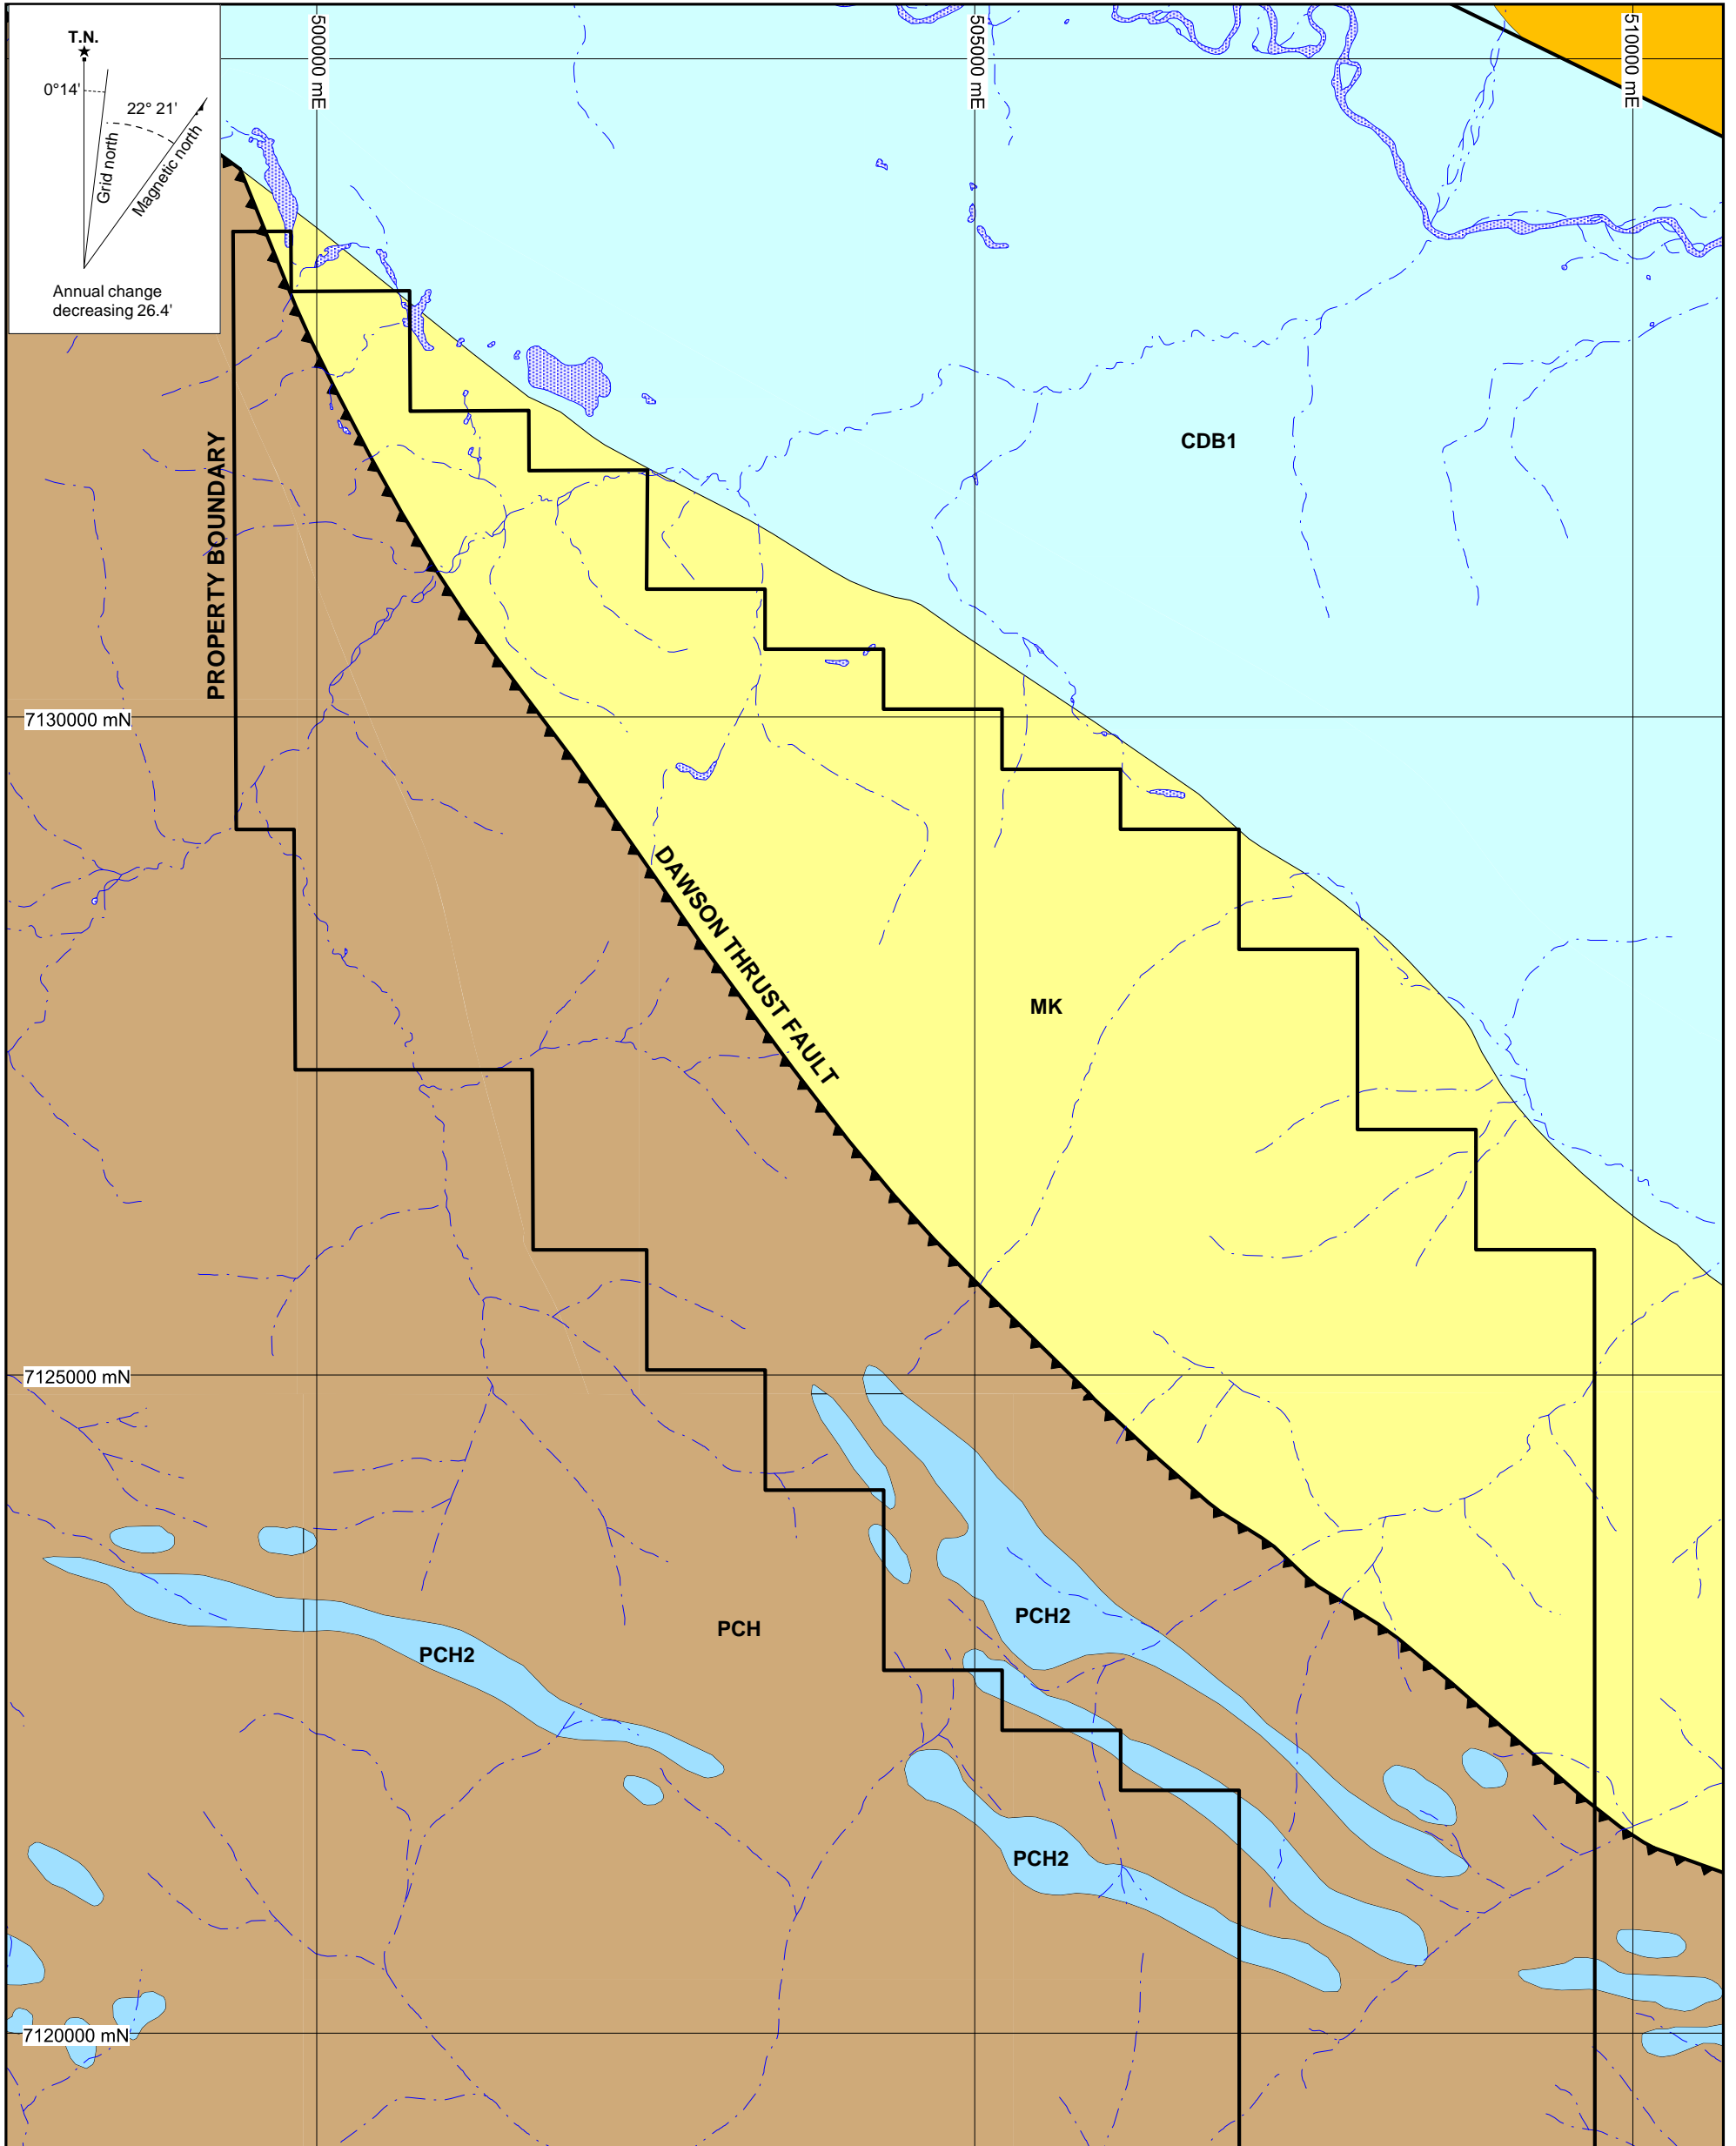 T.N.
0°14'
22° 21'
Grid north
Magnetic north
Annual change
decreasing 26.4'
500000 mE
505000 mE
510000 mE
CDB1
PROPERTY BOUNDARY
7130000 mN
DAWSON THRUST FAULT
MK
7125000 mN
PCH2
PCH
PCH2
PCH2
7120000 mN